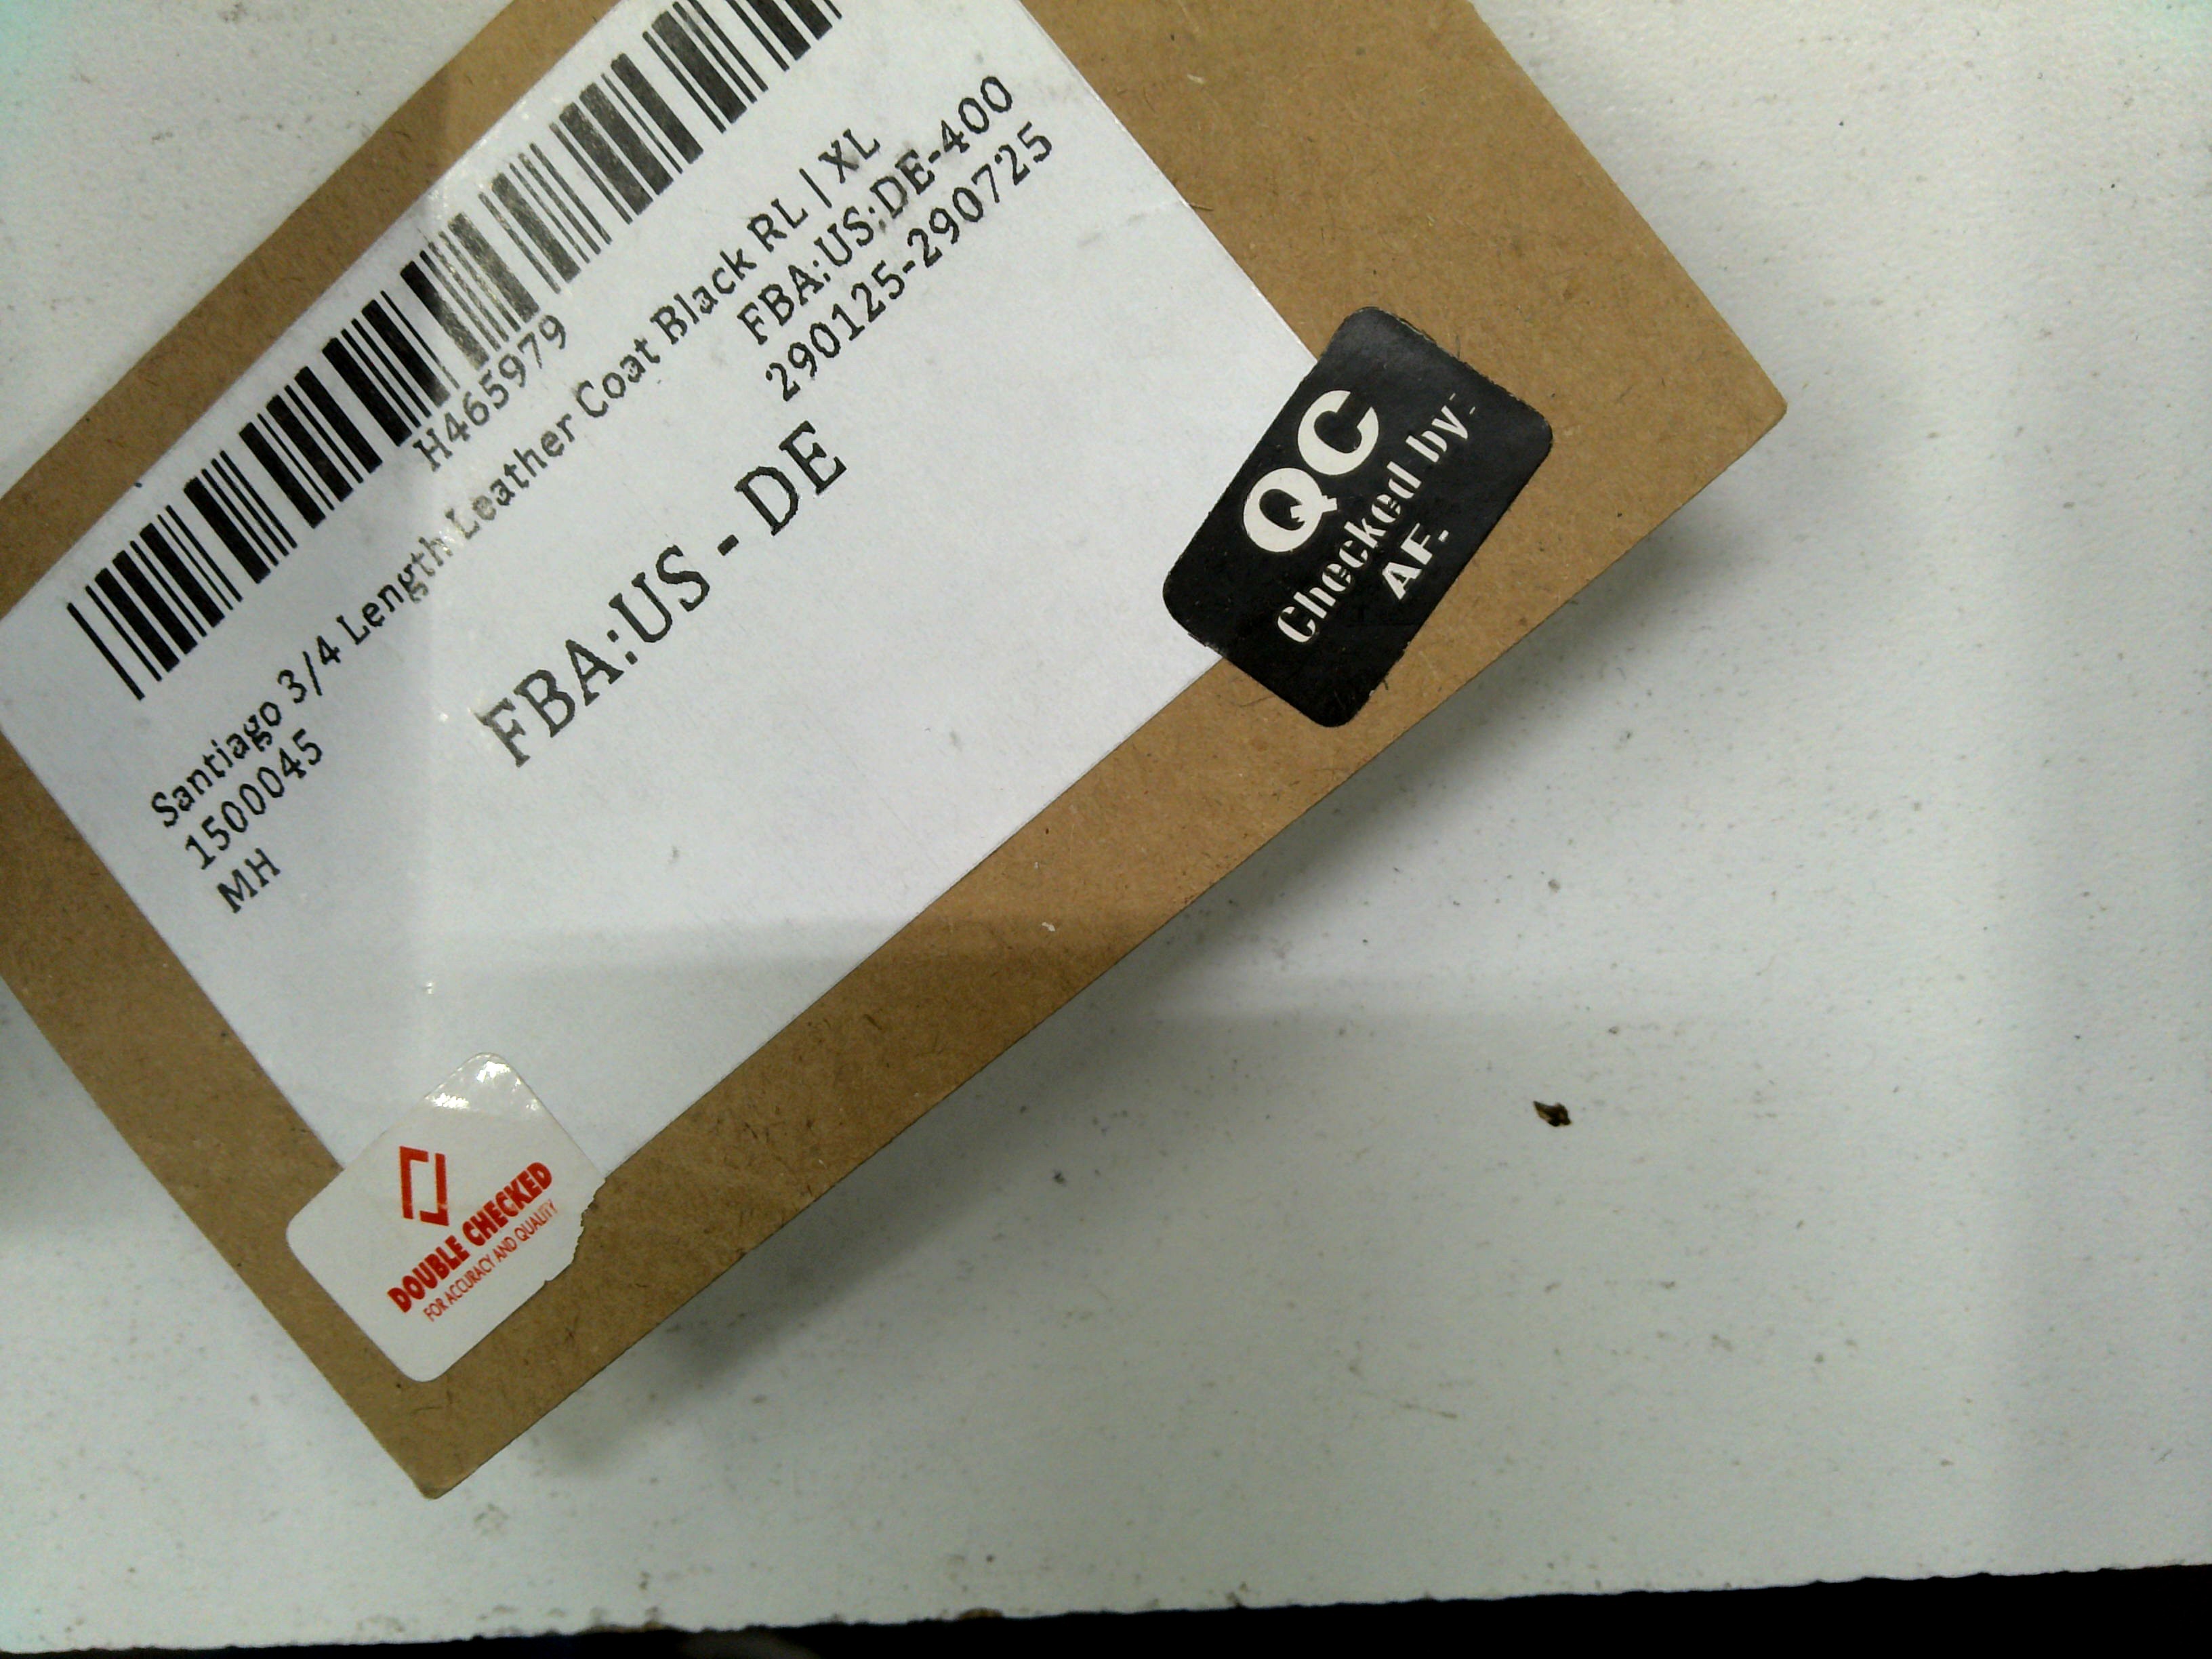 H465979
Santiago 3/4 Length Leather Coat Black RL | XL
1500045
FBA:US:DE-400
MH
290125-290725
FBA:US - DE
QC
Checked by:
AF.
DOUBLE CHECKED
FOR ACCURACY AND QUALITY